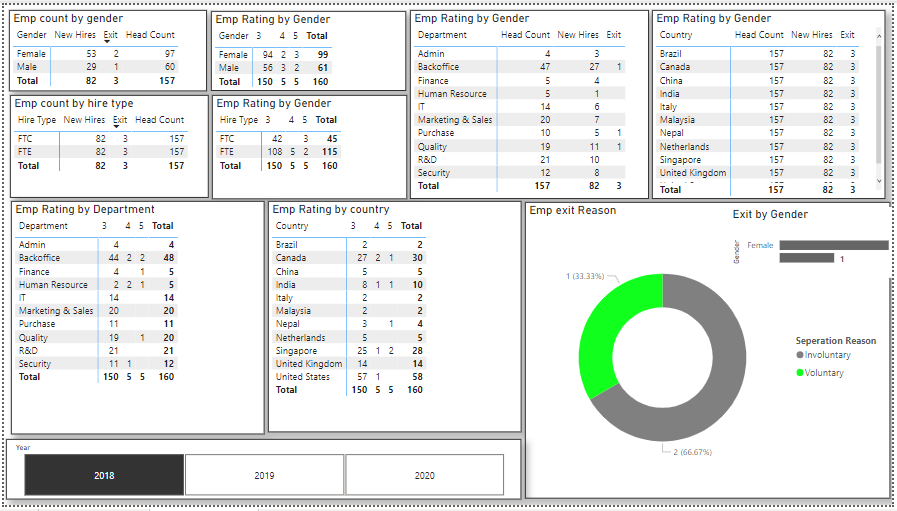 Emp count by gender
Gender New Hires Exit Head Count
Female 53 2 97
Male 29 1 60
Total 82 3 157
Emp Rating by Gender
Gender 3 4 5 Total
Female 94 2 3 99
Male 56 3 2 61
Total 150 5 5 160
Emp Rating by Gender
Department Head Count New Hires Exit
Admin 4 3
Backoffice 47 27 1
Finance 5 4
Human Resource 5 1
IT 14 6
Marketing & Sales 20 7
Purchase 10 5 1
Quality 19 11 1
R&D 21 10
Security 12 8
Total 157 82 3
Emp Rating by Gender
Country Head Count New Hires Exit
Brazil 157 82 3
Canada 157 82 3
China 157 82 3
India 157 82 3
Italy 157 82 3
Malaysia 157 82 3
Nepal 157 82 3
Netherlands 157 82 3
Singapore 157 82 3
United Kingdom 157 82 3
Total 157 82 3
Emp count by hire type
Hire Type New Hires Exit Head Count
FTC 82 3 157
FTE 82 3 157
Total 82 3 157
Emp Rating by Gender
Hire Type 3 4 5 Total
FTC 42 3 45
FTE 108 5 2 115
Total 150 5 5 160
Emp Rating by Department
Department 3 4 5 Total
Admin 4 4
Backoffice 44 2 2 48
Finance 4 1 5
Human Resource 2 2 1 5
IT 14 14
Marketing & Sales 20 20
Purchase 11 11
Quality 19 1 20
R&D 21 21
Security 11 1 12
Total 150 5 5 160
Emp Rating by country
Country 3 4 5 Total
Brazil 2 2
Canada 27 2 1 30
China 5 5
India 8 1 1 10
Italy 2 2
Malaysia 2 2
Nepal 3 1 4
Netherlands 5 5
Singapore 25 1 2 28
United Kingdom 14 14
United States 57 1 58
Total 150 5 5 160
Emp exit Reason
Exit by Gender
Gender
Female
1
1 (33.33%)
Seperation Reason
Involuntary
Voluntary
2 (66.67%)
Year
2018 2019 2020